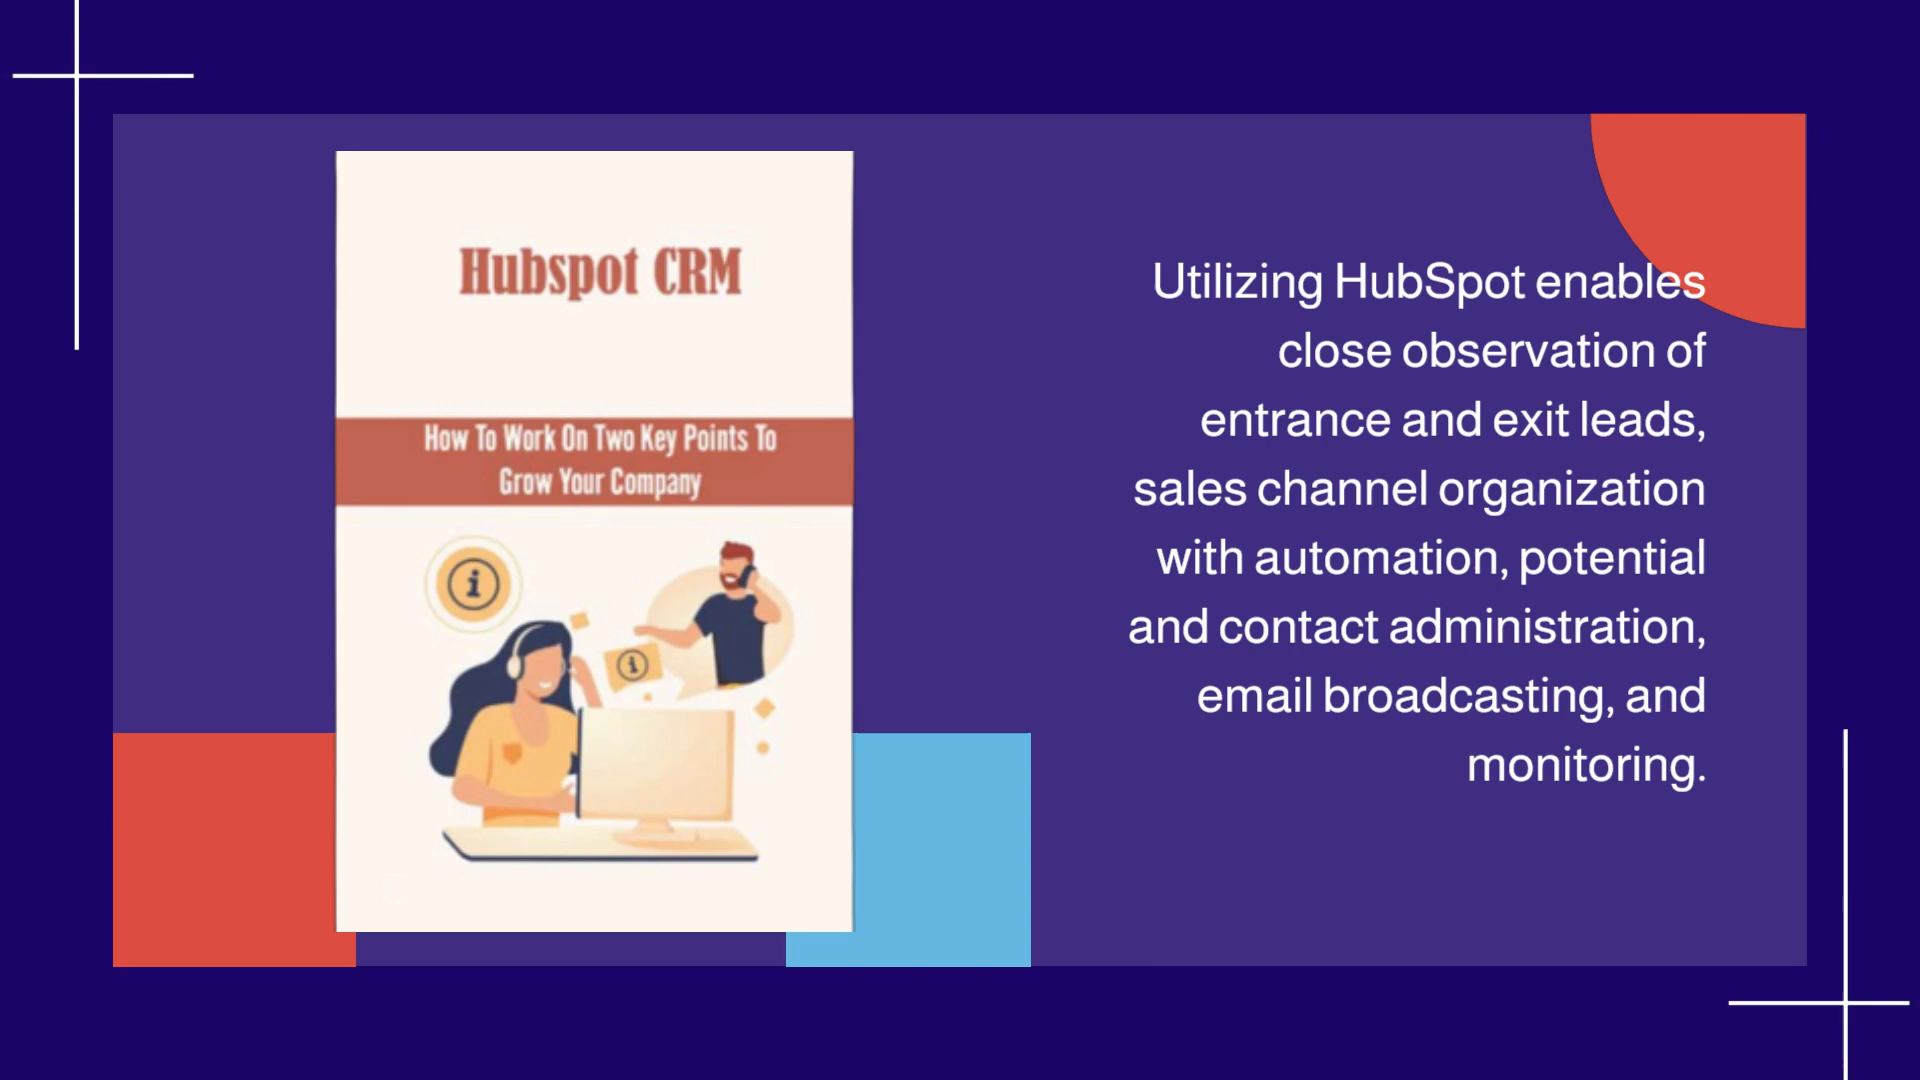 Hubspot CRM
How To Work On Two Key Points To
Grow Your Company
i
i
Utilizing HubSpot enables
close observation of
entrance and exit leads,
sales channel organization
with automation, potential
and contact administration,
email broadcasting, and
monitoring.